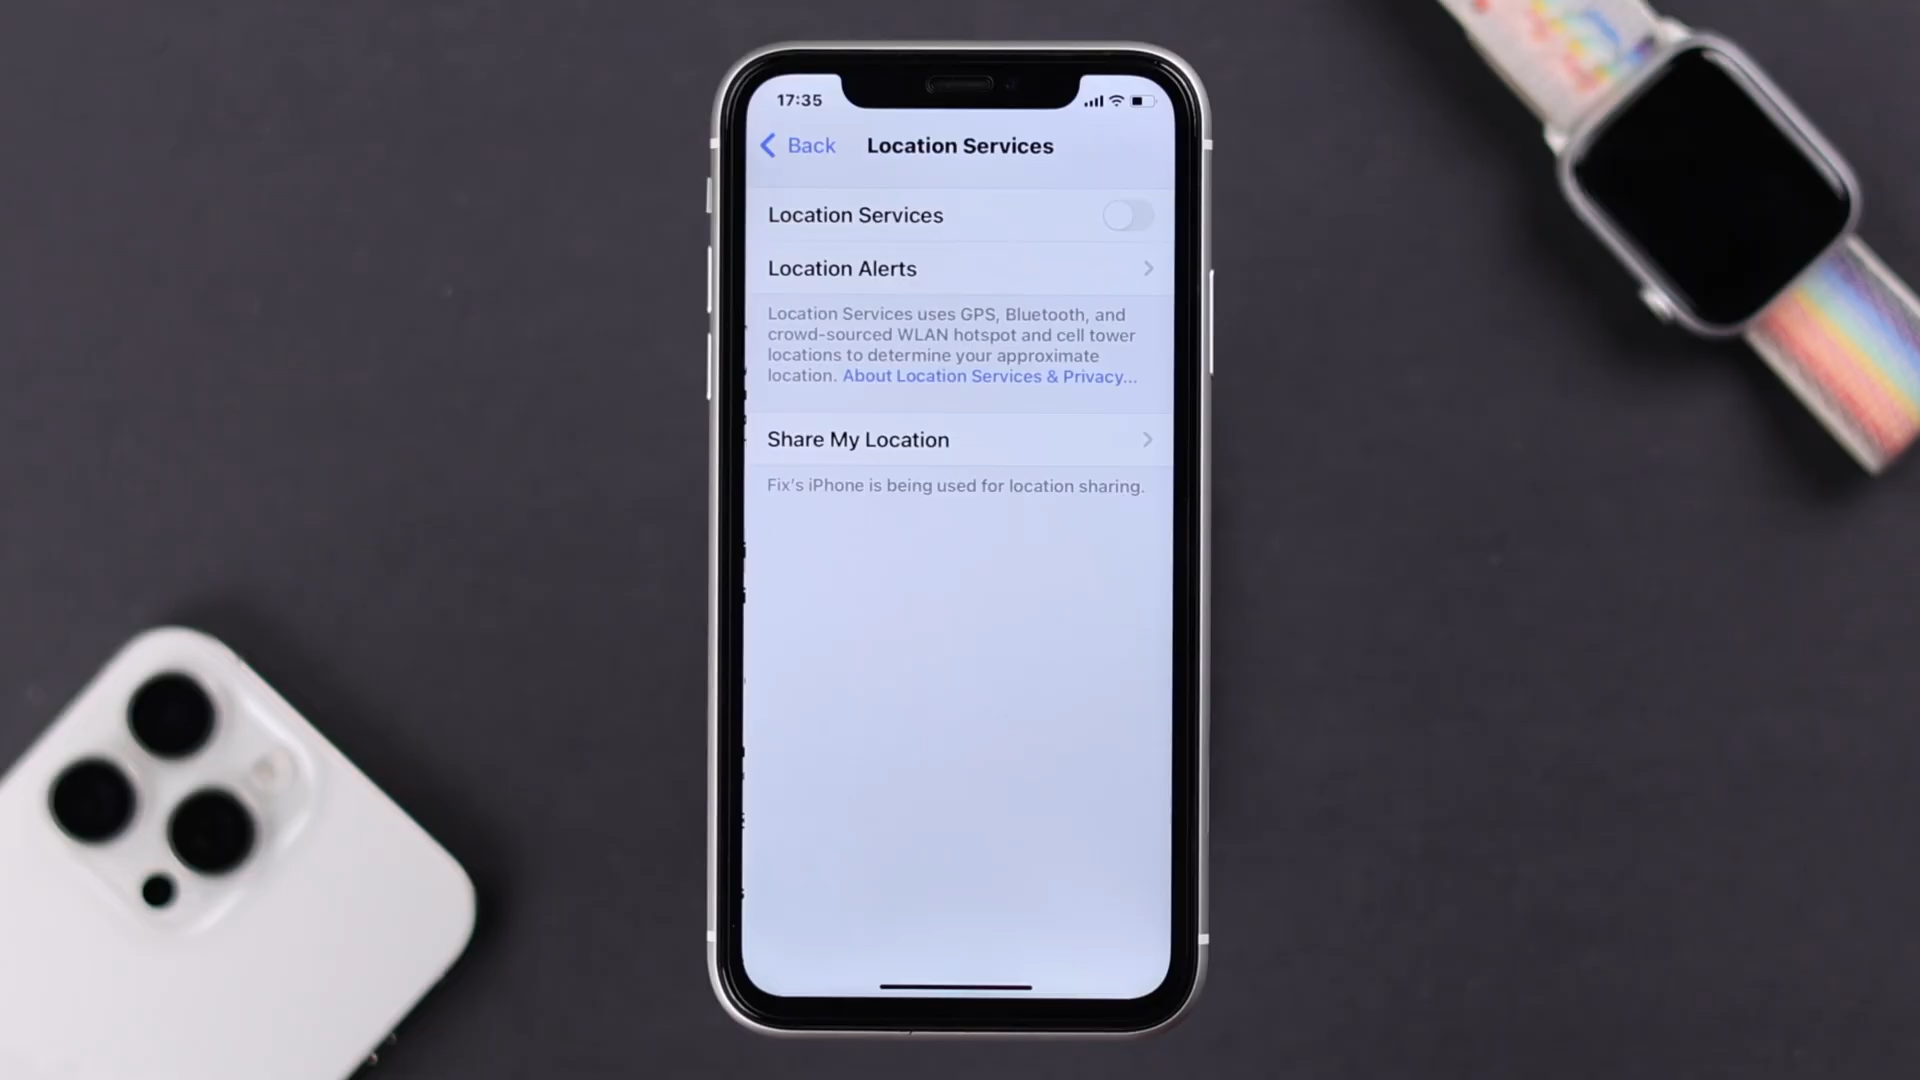 17:35
Back
Location Services
Location Services
Location Alerts
Location Services uses GPS, Bluetooth, and
crowd-sourced WLAN hotspot and cell tower
locations to determine your approximate
location. About Location Services & Privacy...
Share My Location
Fix's iPhone is being used for location sharing.